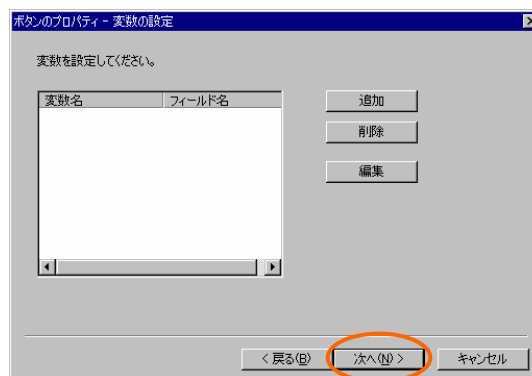 ボタンのプロパティ - 変数の設定
変数を設定してください。
変数名 フィールド名
追加
削除
編集
< 戻る(B) 次へ(N) > キャンセル